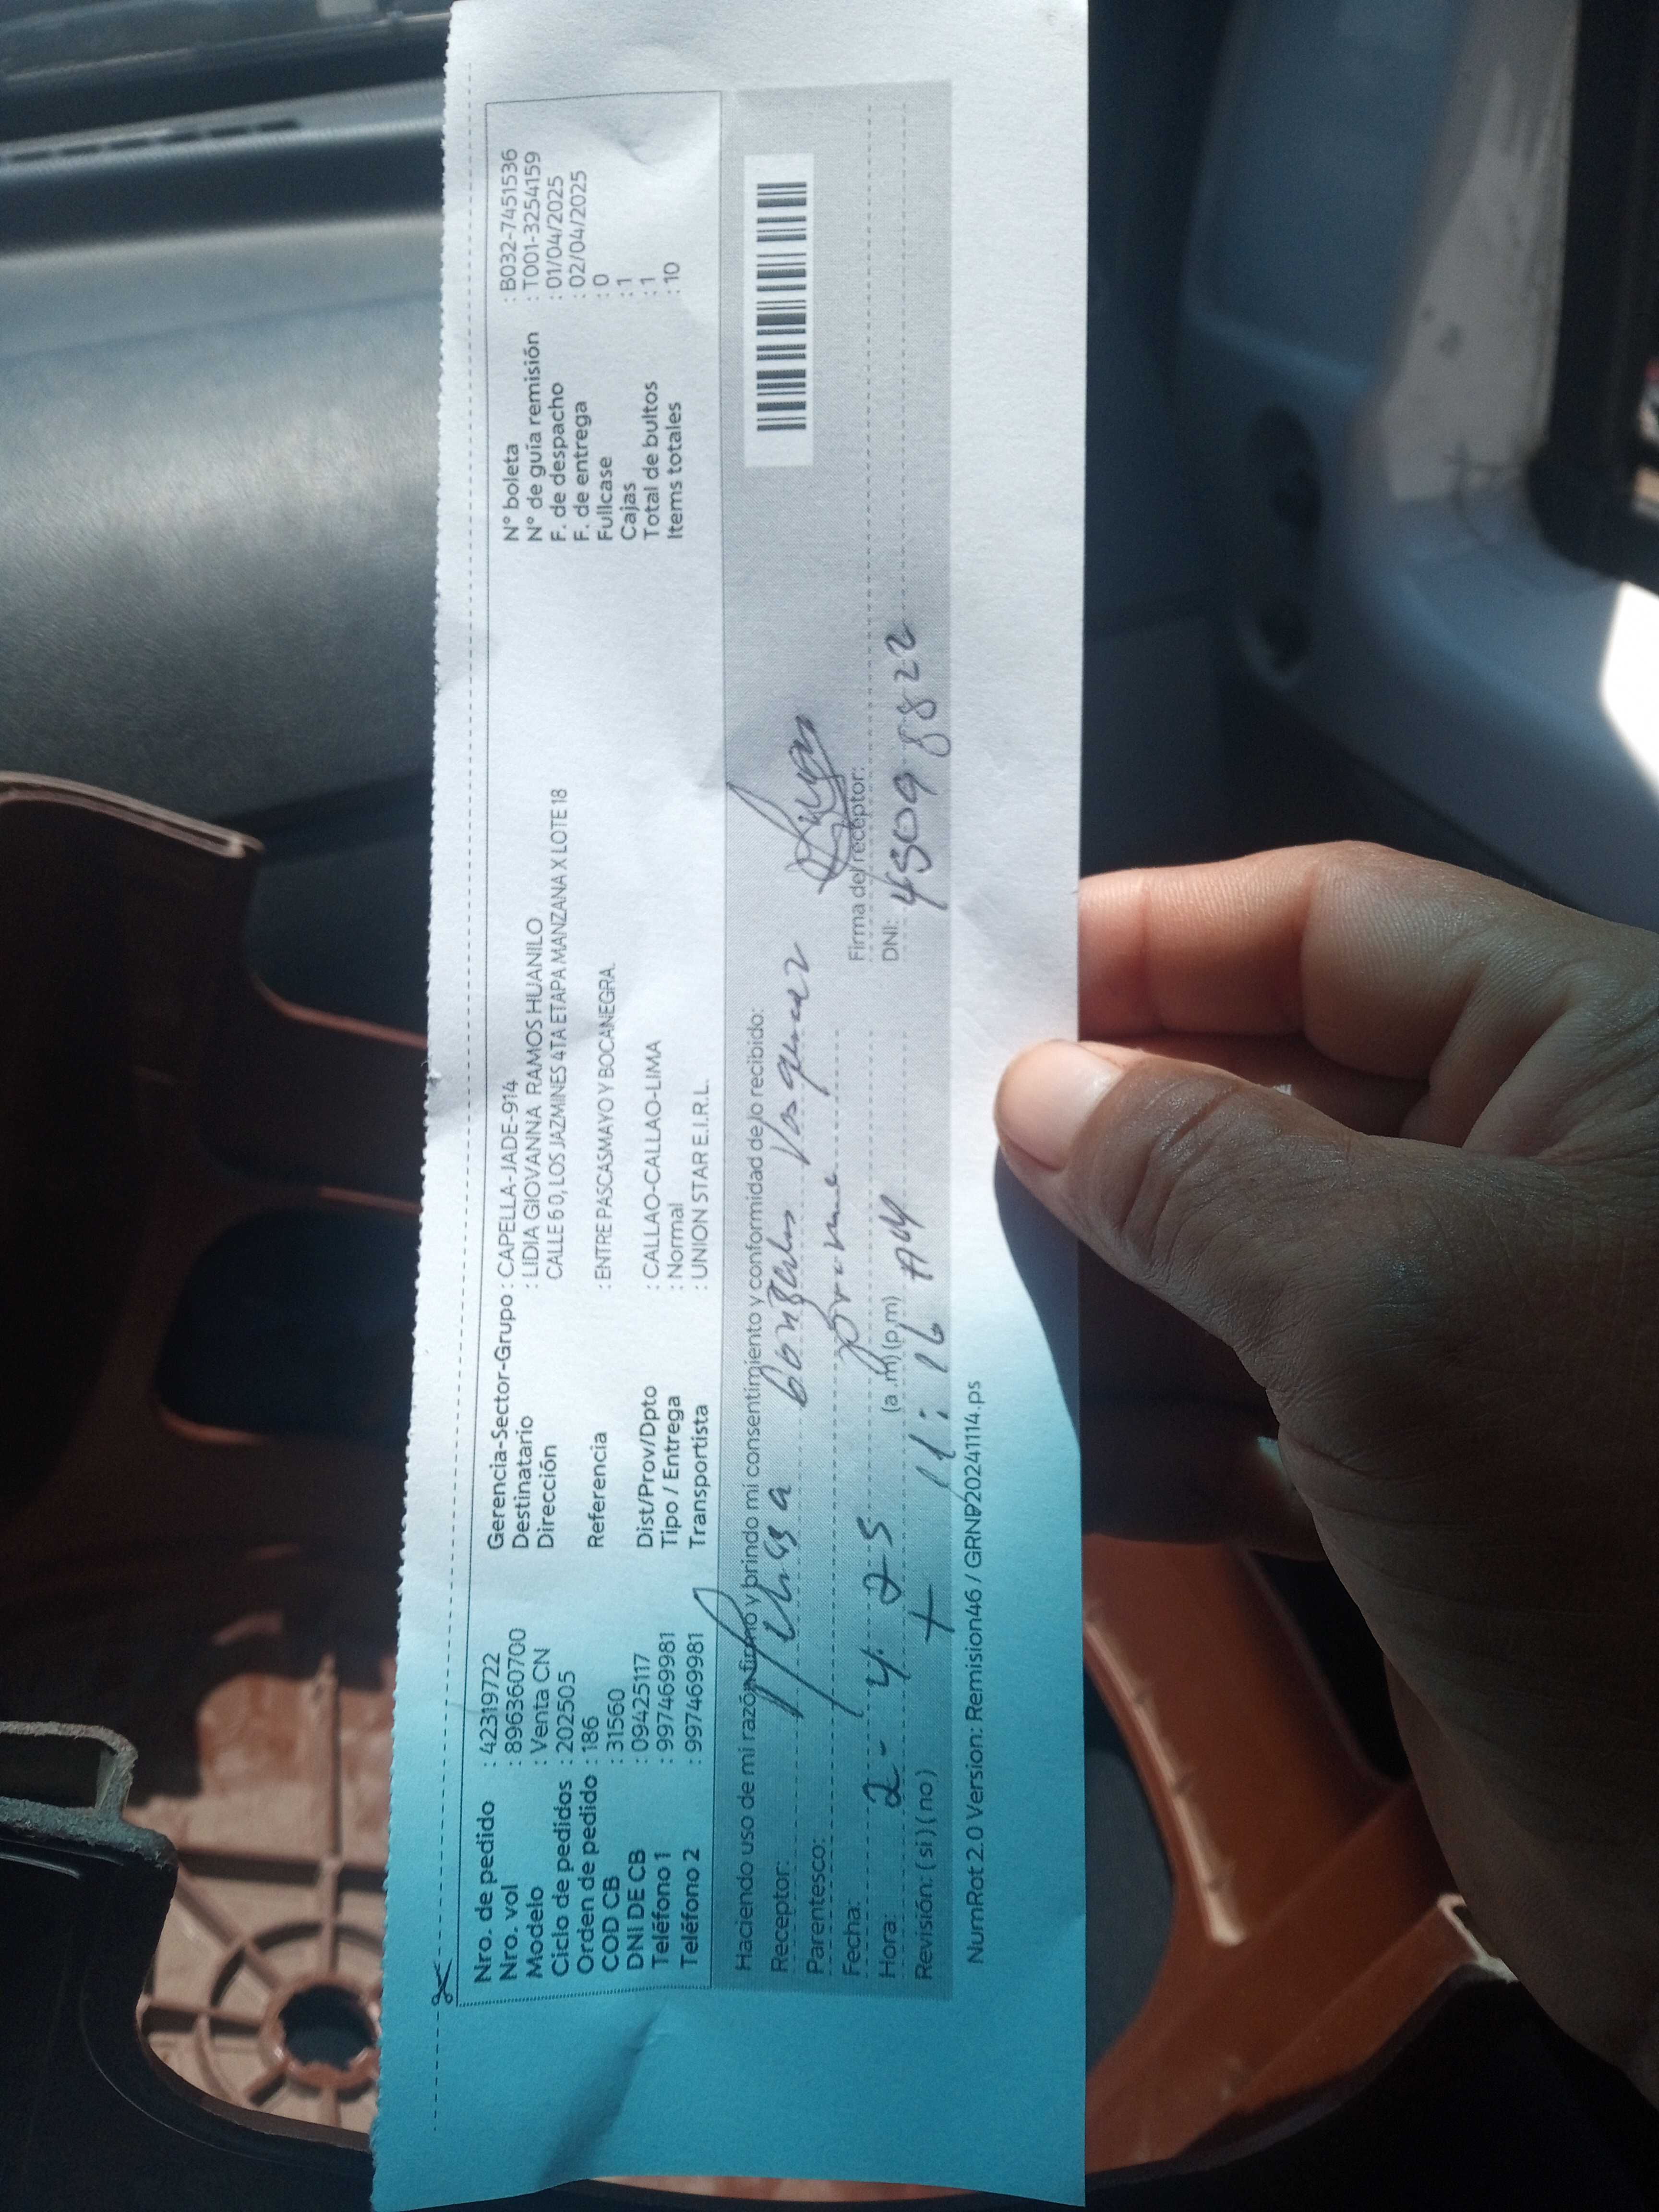 Nro. de pedido : 42319722
Nro. vol : 896360700
Modelo : Venta CN
Ciclo de pedidos : 202505
Orden de pedido : 186
COD CB : 31560
DNI DE CB : 09425117
Teléfono 1 : 997469981
Teléfono 2 : 997469981
Gerencia-Sector-Grupo : CAPELLA-JADE-914
Destinatario : LIDIA GIOVANNA RAMOS HUANILO
Dirección CALLE 6 0, LOS JAZMINES 4TA ETAPA MANZANA X LOTE 18
Referencia : ENTRE PASCASMAYO Y BOCANEGRA.
Dist/Prov/Dpto : CALLAO-CALLAO-LIMA
Tipo / Entrega : Normal
Transportista : UNION STAR E.I.R.L.
N° boleta : B032-7451536
N° de guía remisión : T001-3254159
F. de despacho : 01/04/2025
F. de entrega : 02/04/2025
Fullcase : 0
Cajas : 1
Total de bultos : 1
Items totales : 10
Haciendo uso de mi razón firmo y brindo mi consentimiento y conformidad de lo recibido:
Receptor: Vasquez
Parentesco:
Fecha: 2-4-25
Hora: (a.m) (p.m) 11:16 AM
Revisión: (si) (no)
Firma del receptor:
DNI: 45098822
NumRot 2.0 Version: Remision46 / GRNP20241114.ps